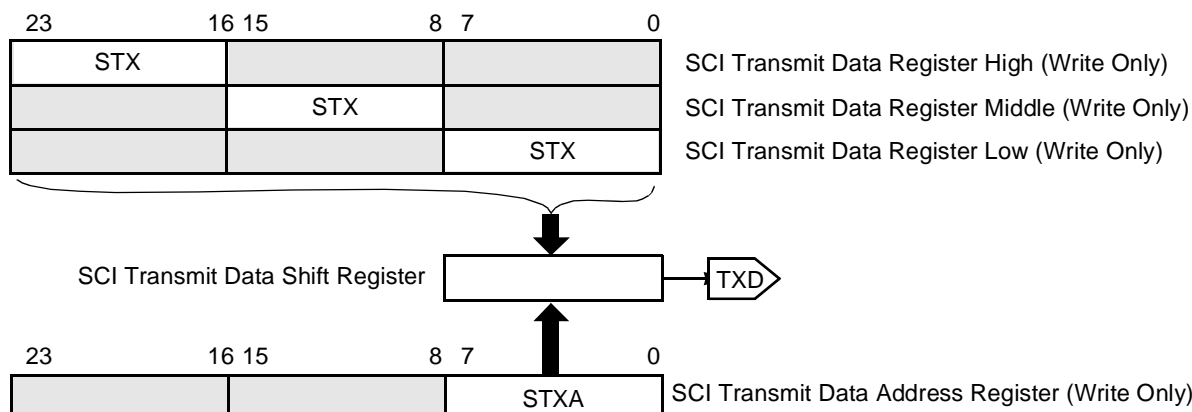 23 16 15 8 7 0
STX SCI Transmit Data Register High (Write Only)
STX SCI Transmit Data Register Middle (Write Only)
STX SCI Transmit Data Register Low (Write Only)
SCI Transmit Data Shift Register TXD
23 16 15 8 7 0
STXA SCI Transmit Data Address Register (Write Only)